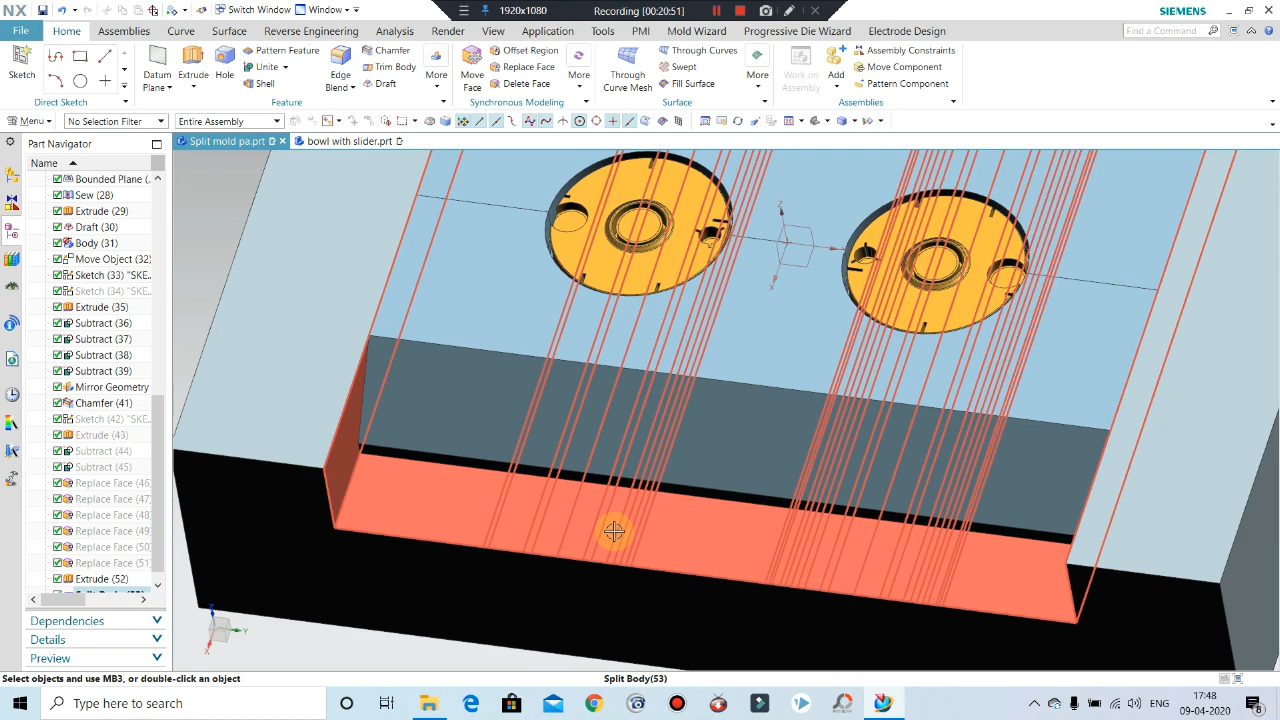 NX
Switch Window
Window
1920x1080
Recording [00:20:51]
SIEMENS
File
Home
Assemblies
Curve
Surface
Reverse Engineering
Analysis
Render
View
Application
Tools
PMI
Mold Wizard
Progressive Die Wizard
Electrode Design
Find a Command
Sketch
Direct Sketch
Datum Plane
Extrude
Hole
Pattern Feature
Unite
Shell
Edge Blend
Chamfer
Trim Body
Draft
More
Feature
Move Face
Offset Region
Replace Face
Delete Face
More
Synchronous Modeling
Through Curve Mesh
Through Curves
Swept
Fill Surface
More
Surface
Work on Assembly
Add
Assembly Constraints
Move Component
Pattern Component
Assemblies
Menu
No Selection Filter
Entire Assembly
Part Navigator
Split mold pa.prt
bowl with slider.prt
Name
Bounded Plane (.
Sew (28)
Extrude (29)
Draft (30)
Body (31)
Move Object (32)
Sketch (33) "SKE..
Sketch (34) "SKE..
Extrude (35)
Subtract (36)
Subtract (37)
Subtract (38)
Subtract (39)
Mirror Geometry
Chamfer (41)
Sketch (42) "SKE..
Extrude (43)
Subtract (44)
Subtract (45)
Replace Face (46
Replace Face (47
Replace Face (48
Replace Face (49
Replace Face (50
Replace Face (51
Extrude (52)
Dependencies
Details
Preview
Z
X
X
Y
Z
Select objects and use MB3, or double-click an object
Split Body(53)
Type here to search
17:48
ENG
09-04-2020
8